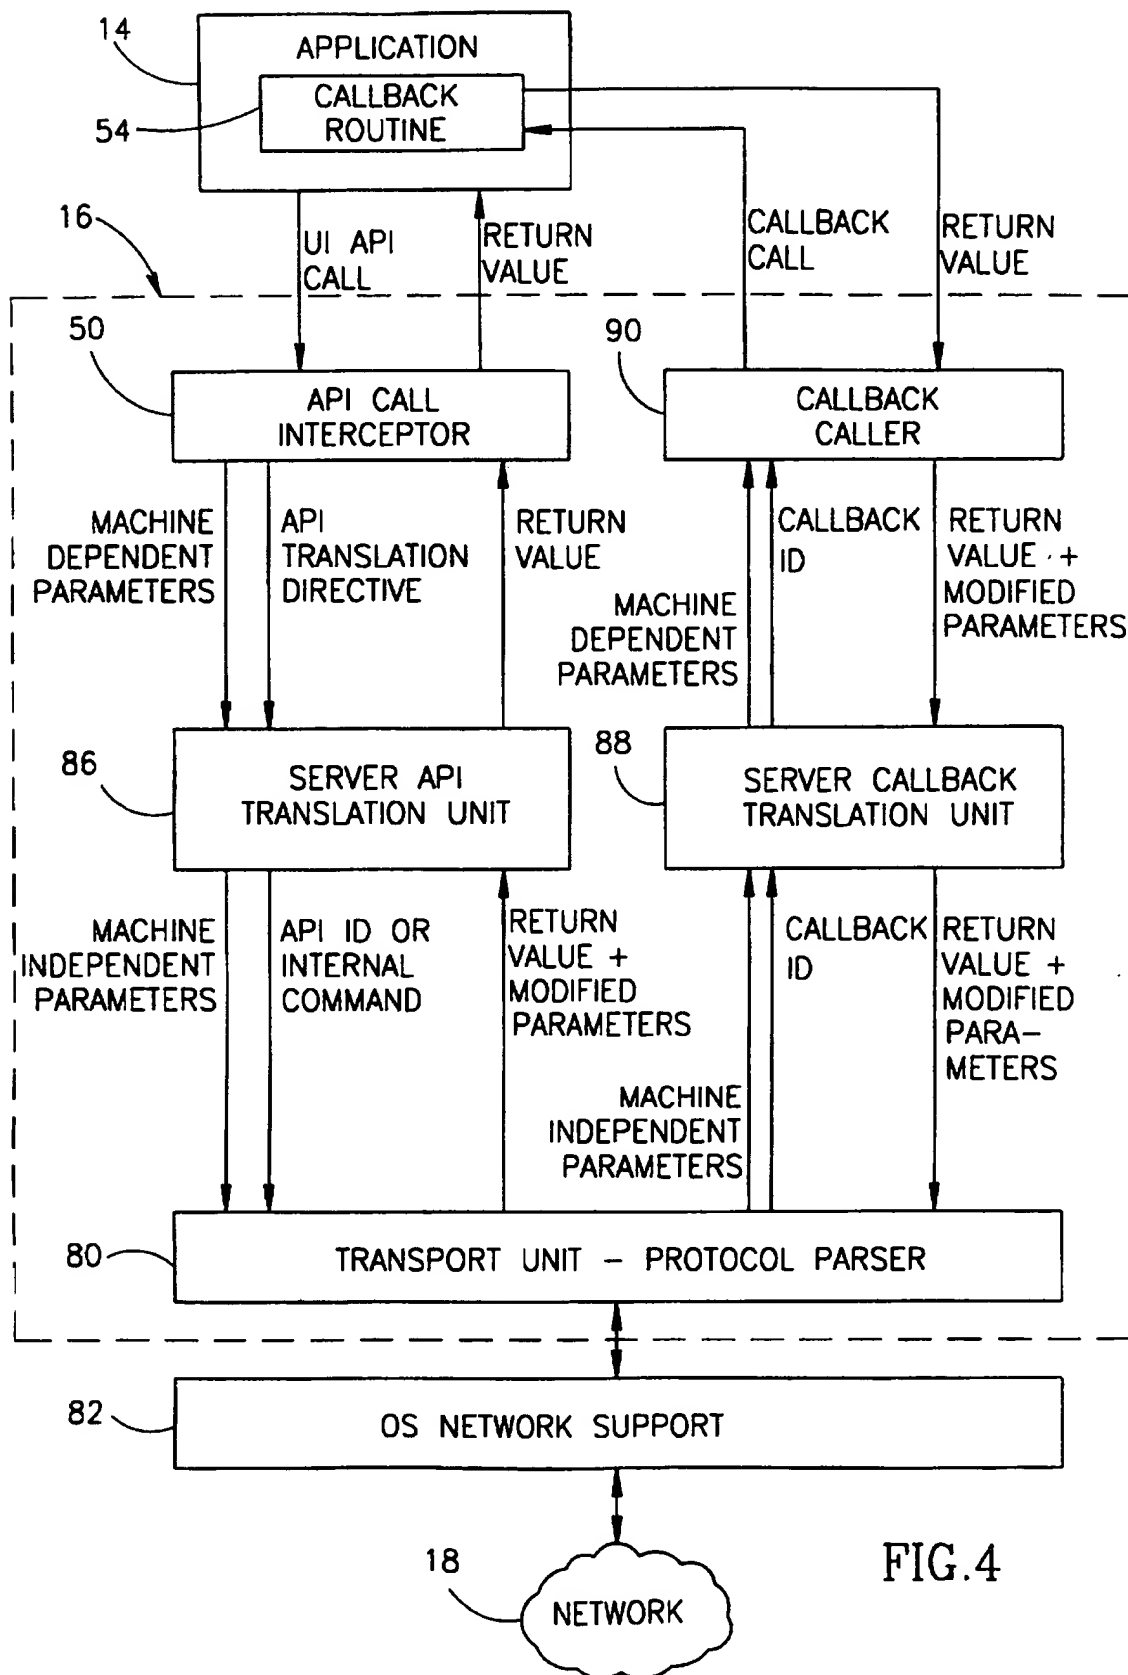 14
APPLICATION
CALLBACK
ROUTINE
54
16
UI API
CALL
RETURN
VALUE
CALLBACK
CALL
RETURN
VALUE
50
API CALL
INTERCEPTOR
90
CALLBACK
CALLER
MACHINE
DEPENDENT
PARAMETERS
API
TRANSLATION
DIRECTIVE
RETURN
VALUE
MACHINE
DEPENDENT
PARAMETERS
CALLBACK
ID
RETURN
VALUE +
MODIFIED
PARAMETERS
86
SERVER API
TRANSLATION UNIT
88
SERVER CALLBACK
TRANSLATION UNIT
MACHINE
INDEPENDENT
PARAMETERS
API ID OR
INTERNAL
COMMAND
RETURN
VALUE +
MODIFIED
PARAMETERS
MACHINE
INDEPENDENT
PARAMETERS
CALLBACK
ID
RETURN
VALUE +
MODIFIED
PARA-
METERS
80
TRANSPORT UNIT - PROTOCOL PARSER
82
OS NETWORK SUPPORT
18
NETWORK
FIG.4